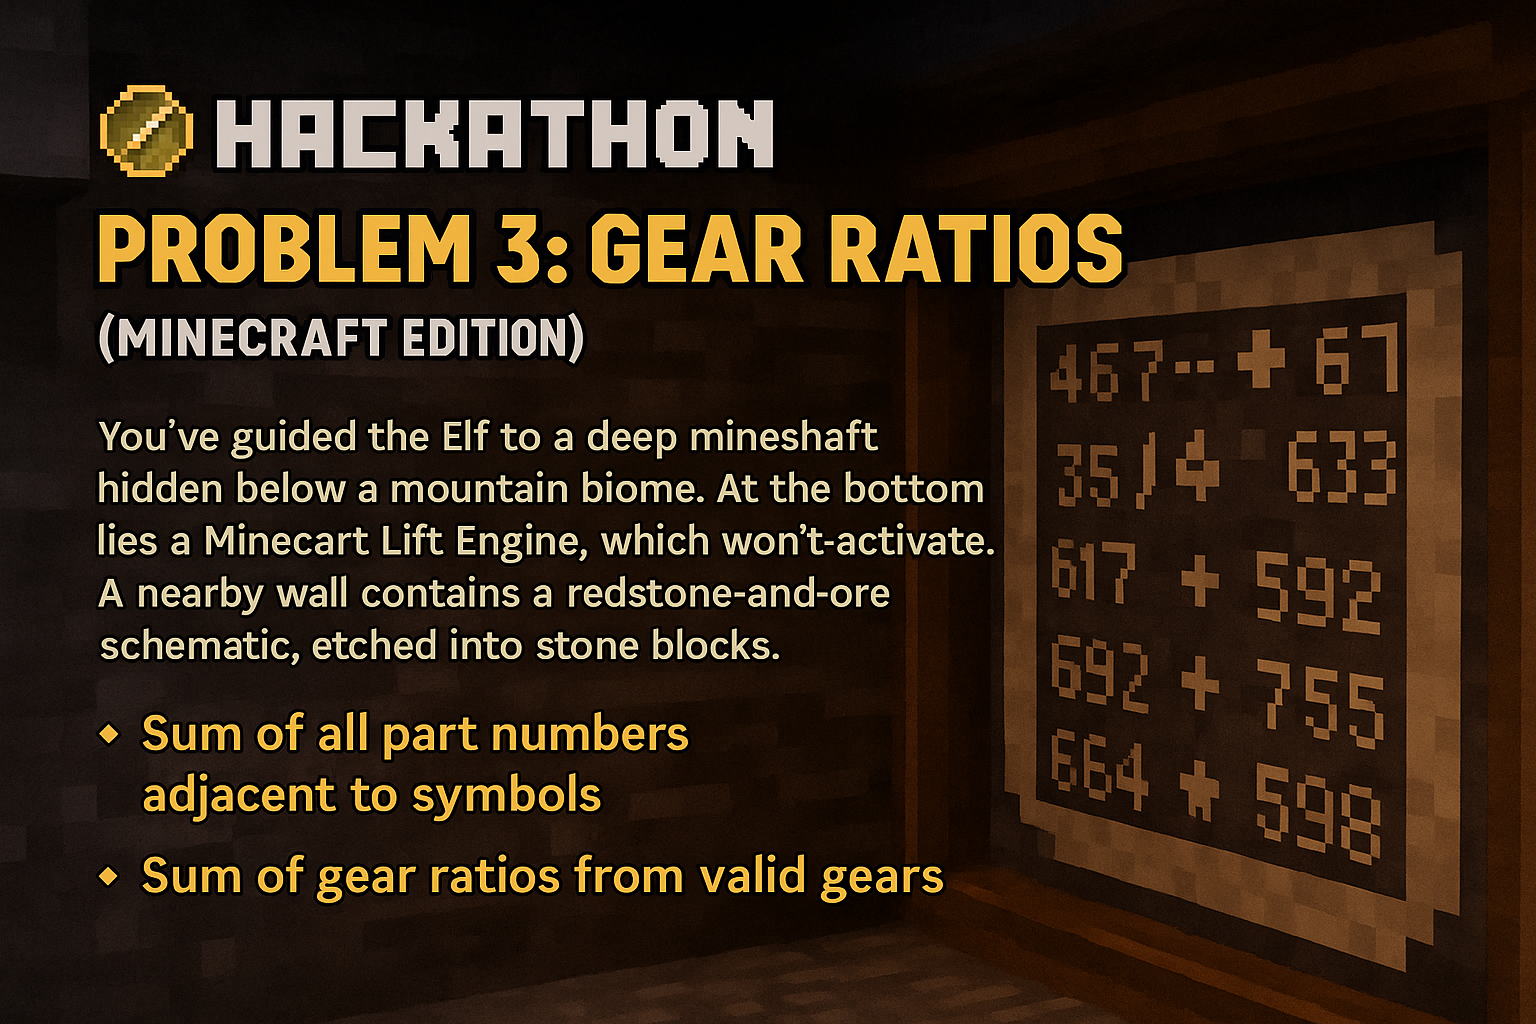 HACKATHON
PROBLEM 3: GEAR RATIOS
(MINECRAFT EDITION)
You’ve guided the Elf to a deep mineshaft
hidden below a mountain biome. At the bottom
lies a Minecart Lift Engine, which won’t-activate.
A nearby wall contains a redstone-and-ore
schematic, etched into stone blocks.
◆ Sum of all part numbers
adjacent to symbols
◆ Sum of gear ratios from valid gears
467-- + 67
35 633
617 + 592
692 + 755
664 * 598